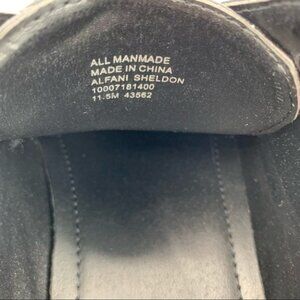 ALL MANMADE
MADE IN CHINA
ALFANI SHELDON
10007181400
11.5M 43562